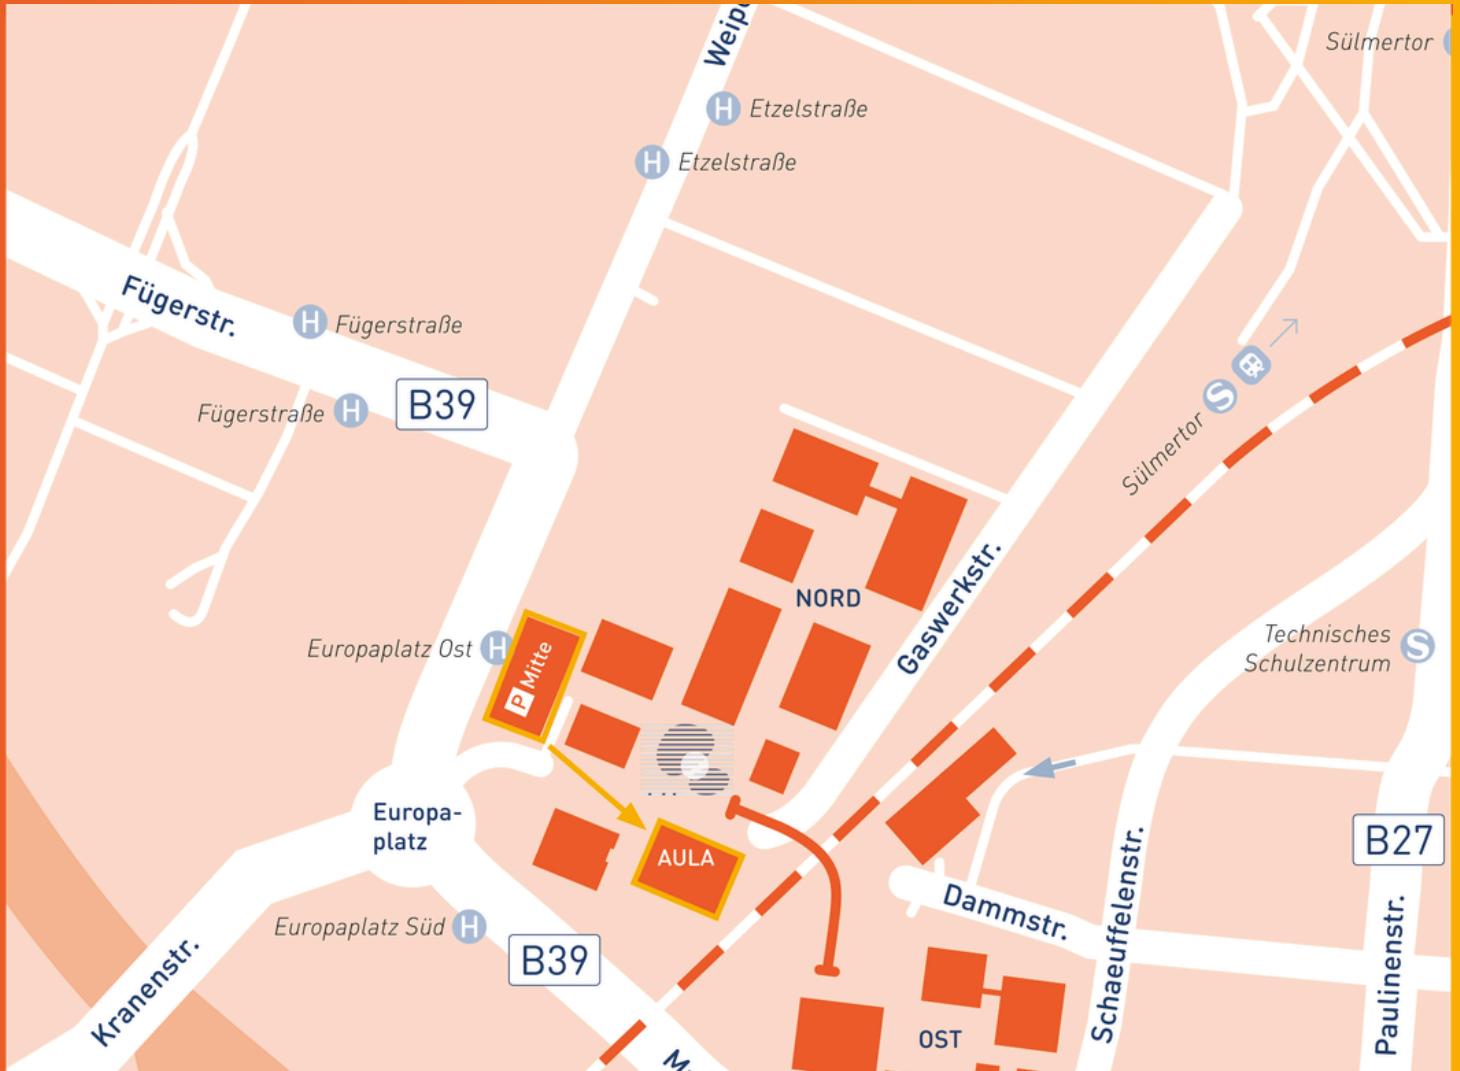 Sülmertor
H Etzelstraße
H Etzelstraße
Fügerstr.
H Fügerstraße
Fügerstraße H
B39
Sülmertor S
NORD
Gaswerkstr.
Technisches
Schulzentrum S
Europaplatz Ost H
P Mitte
Europa-
platz
AULA
B27
Dammstr.
Europaplatz Süd H
B39
Kranenstr.
Schaeuffelenstr.
Paulinenstr.
OST